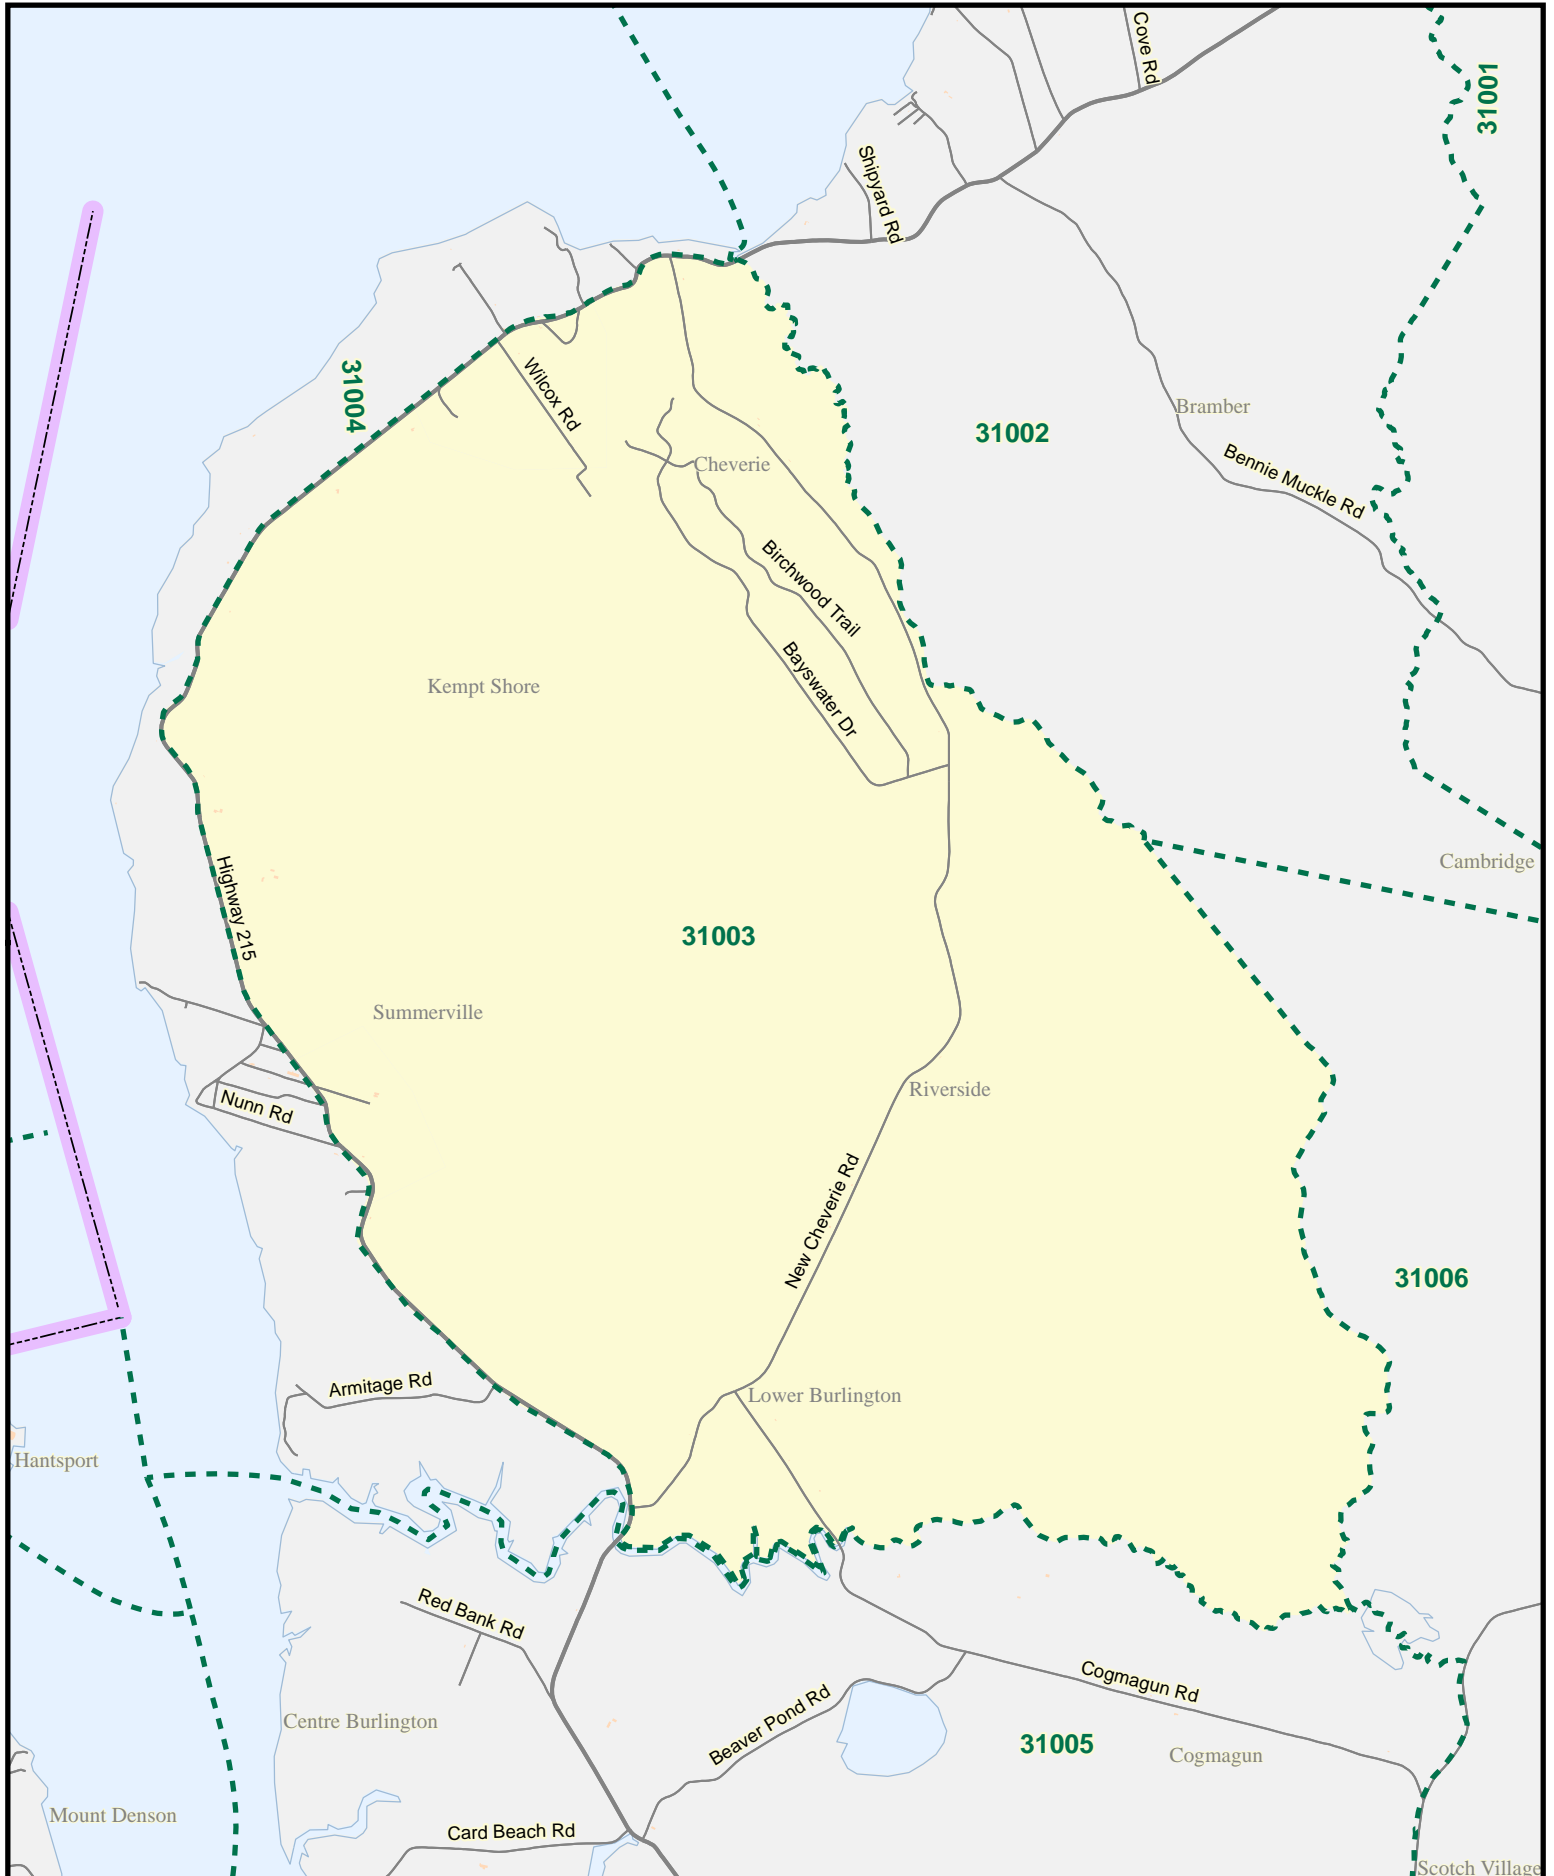 Cove Rd
31001
Shipyard Rd
31004
Wilcox Rd
Bramber
31002
Bennie Muckle Rd
Cheverie
Birchwood Trail
Bayswater Dr
Kempt Shore
Cambridge
Highway 215
31003
Summerville
Riverside
Nunn Rd
New Cheverie Rd
31006
Armitage Rd
Lower Burlington
Hantsport
Red Bank Rd
Cogmagun Rd
Centre Burlington
Beaver Pond Rd
31005
Cogmagun
Mount Denson
Card Beach Rd
Scotch Village